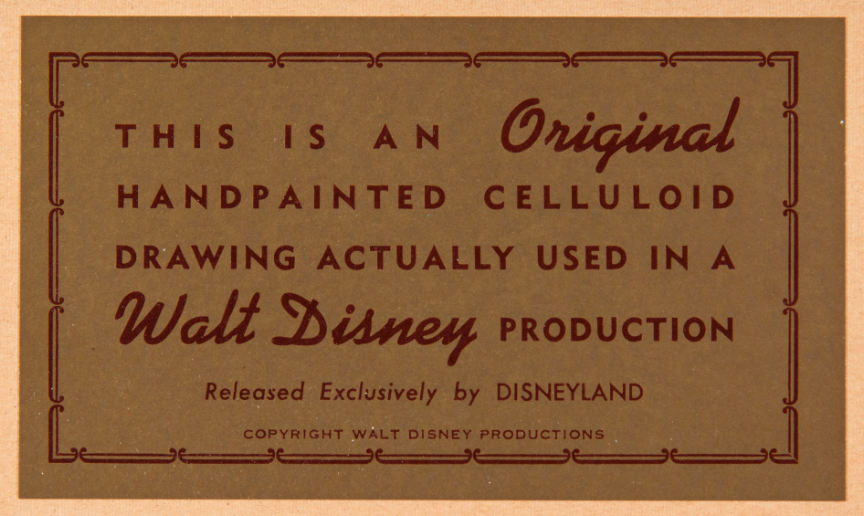 THIS IS AN Original
HANDPAINTED CELLULOID
DRAWING ACTUALLY USED IN A
Walt Disney PRODUCTION
Released Exclusively by DISNEYLAND
COPYRIGHT WALT DISNEY PRODUCTIONS